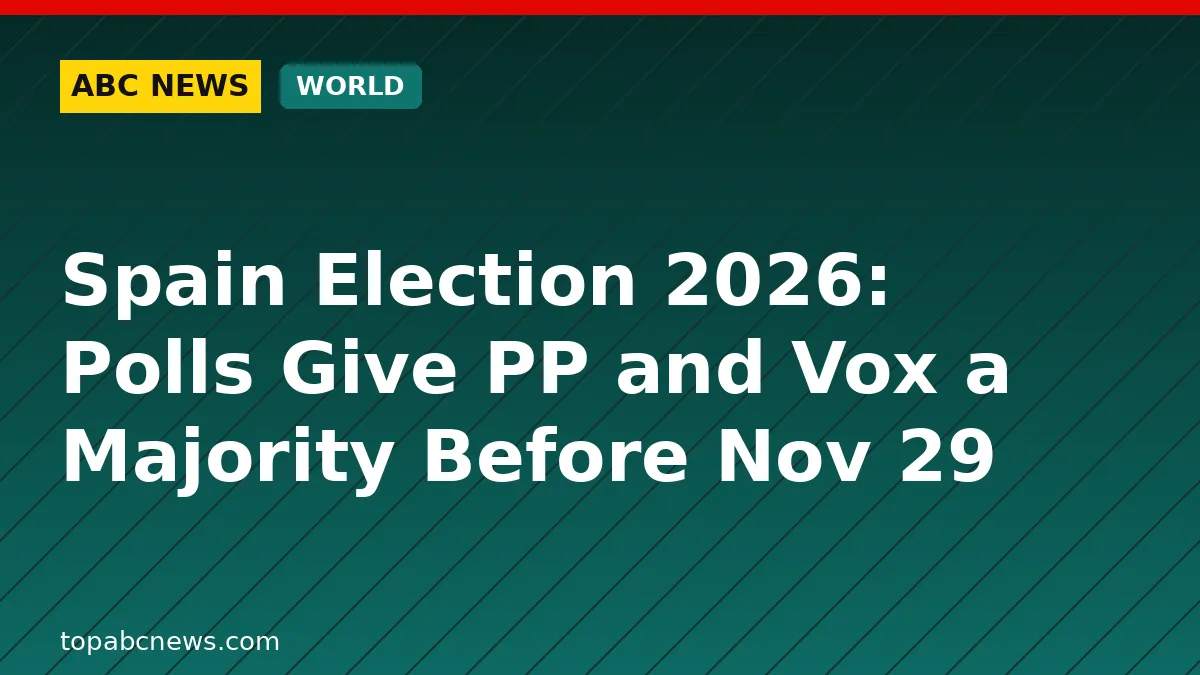 ABC NEWS
WORLD
Spain Election 2026:
Polls Give PP and Vox a
Majority Before Nov 29
topabcnews.com